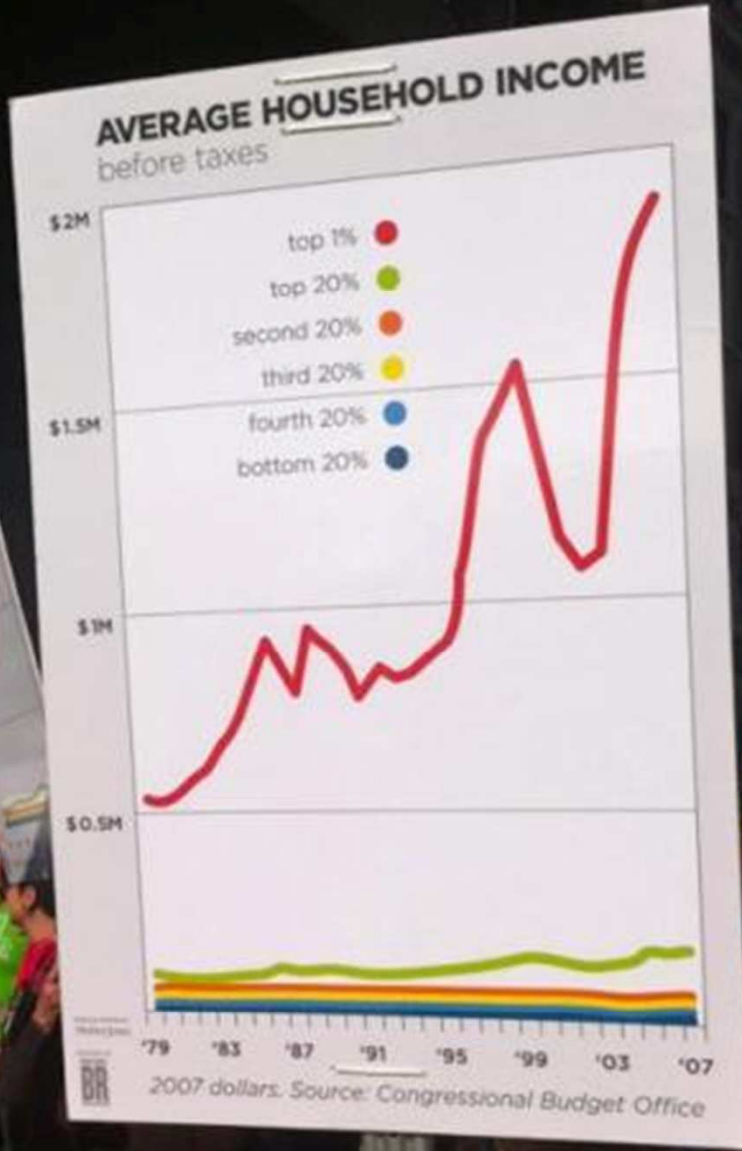 AVERAGE HOUSEHOLD INCOME
before taxes
$2M
top 1%
top 20%
second 20%
third 20%
$1.5M
fourth 20%
bottom 20%
$1M
$0.5M
'79 '83 '87 '91 '95 '99 '03 '07
BR
2007 dollars. Source: Congressional Budget Office